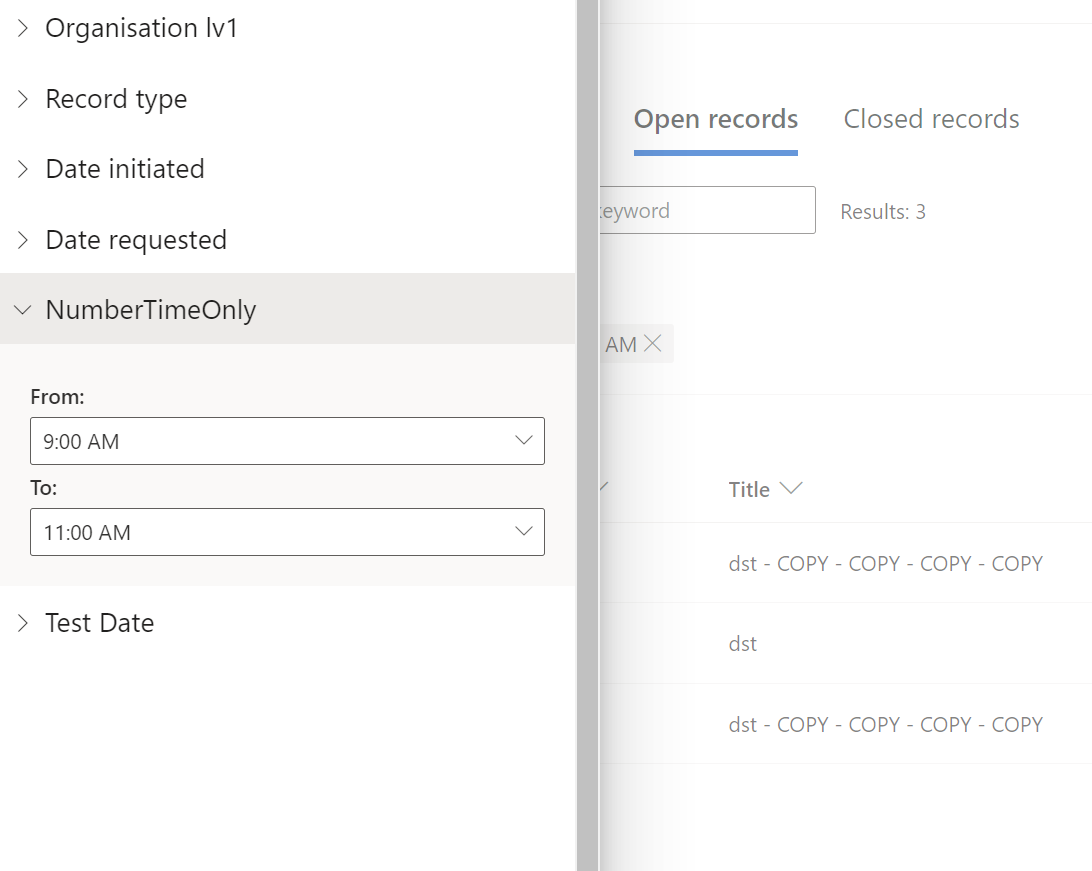 Organisation lv1
Record type
Date initiated
Date requested
NumberTimeOnly
From:
9:00 AM
To:
11:00 AM
Test Date
Open records
Closed records
keyword
Results: 3
AM
Title
dst - COPY - COPY - COPY - COPY
dst
dst - COPY - COPY - COPY - COPY